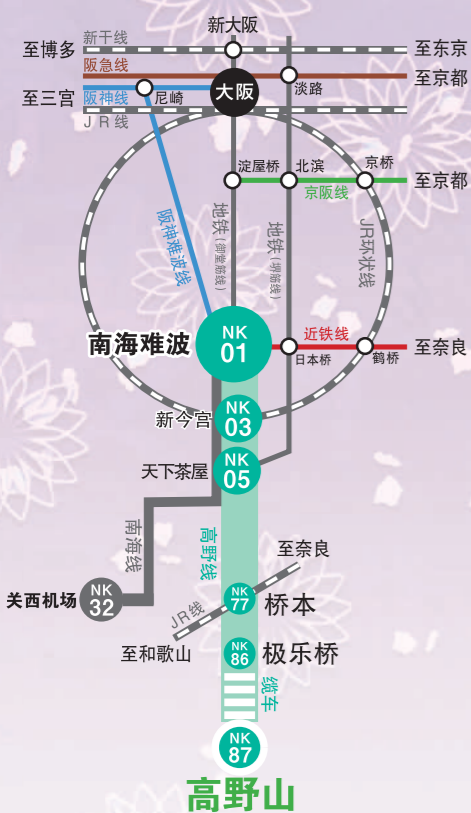 新大阪
至博多
新干线
至东京
阪急线
至京都
至三宫
阪神线
尼崎
大阪
淡路
JR线
淀屋桥
北滨
京桥
京阪线
至京都
阪神难波线
地铁(御堂筋线)
地铁(堺筋线)
JR环状线
南海难波
NK
01
近铁线
日本桥
鹤桥
至奈良
新今宫
NK
03
天下茶屋
NK
05
南海线
高野线
关西机场
NK
32
至奈良
JR线
NK
77
桥本
至和歌山
NK
86
极乐桥
缆车
NK
87
高野山